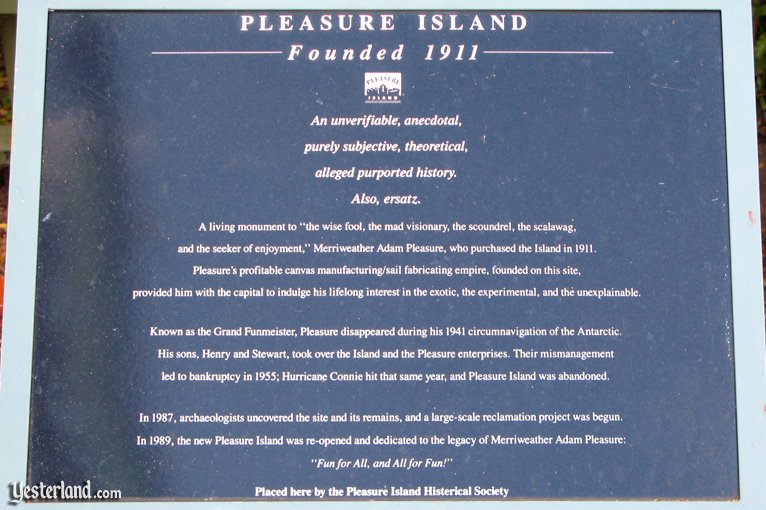 PLEASURE ISLAND
Founded 1911
PLEASURE
ISLAND
An unverifiable, anecdotal,
purely subjective, theoretical,
alleged purported history.
Also, ersatz.
A living monument to "the wise fool, the mad visionary, the scoundrel, the scalawag,
and the seeker of enjoyment," Merriweather Adam Pleasure, who purchased the Island in 1911.
Pleasure's profitable canvas manufacturing/sail fabricating empire, founded on this site,
provided him with the capital to indulge his lifelong interest in the exotic, the experimental, and the unexplainable.
Known as the Grand Funmeister, Pleasure disappeared during his 1941 circumnavigation of the Antarctic.
His sons, Henry and Stewart, took over the Island and the Pleasure enterprises. Their mismanagement
led to bankruptcy in 1955; Hurricane Connie hit that same year, and Pleasure Island was abandoned.
In 1987, archaeologists uncovered the site and its remains, and a large-scale reclamation project was begun.
In 1989, the new Pleasure Island was re-opened and dedicated to the legacy of Merriweather Adam Pleasure:
"Fun for All, and All for Fun!"
Placed here by the Pleasure Island Histerical Society
Yesterland.com